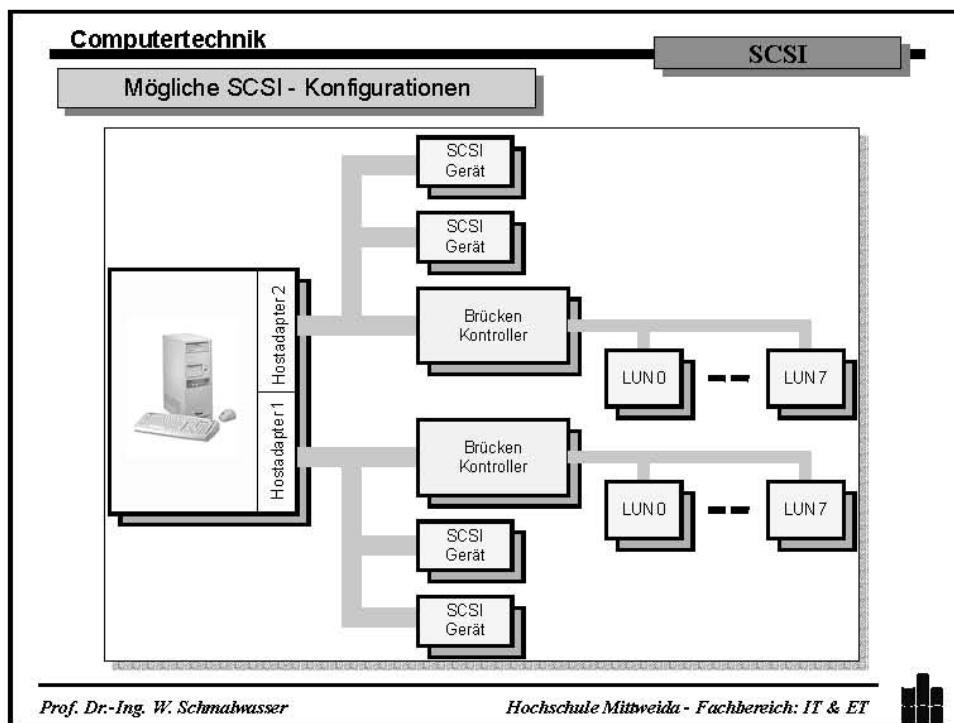 Computertechnik
SCSI
Mögliche SCSI - Konfigurationen
SCSI
Gerät
SCSI
Gerät
Hostadapter 2
Brücken
Kontroller
LUN 0
LUN 7
Hostadapter 1
Brücken
Kontroller
LUN 0
LUN 7
SCSI
Gerät
SCSI
Gerät
Prof. Dr.-Ing. W. Schmalwasser
Hochschule Mittweida - Fachbereich: IT & ET